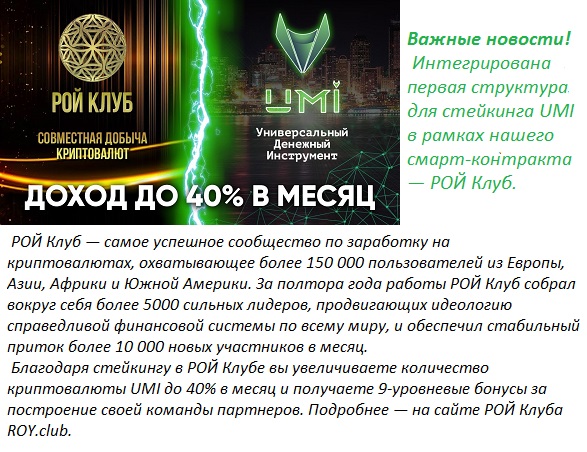 РОЙ КЛУБ
СОВМЕСТНАЯ ДОБЫЧА
КРИПТОВАЛЮТ
UMi
Универсальный
Денежный
Инструмент
ДОХОД ДО 40% В МЕСЯЦ
Важные новости!
Интегрирована
первая структура
для стейкинга UMI
в рамках нашего
смарт-контракта
— РОЙ Клуб.
РОЙ Клуб — самое успешное сообщество по заработку на
криптовалютах, охватывающее более 150 000 пользователей из Европы,
Азии, Африки и Южной Америки. За полтора года работы РОЙ Клуб собрал
вокруг себя более 5000 сильных лидеров, продвигающих идеологию
справедливой финансовой системы по всему миру, и обеспечил стабильный
приток более 10 000 новых участников в месяц.
Благодаря стейкингу в РОЙ Клубе вы увеличиваете количество
криптовалюты UMI до 40% в месяц и получаете 9-уровневые бонусы за
построение своей команды партнеров. Подробнее — на сайте РОЙ Клуба
ROY.club.